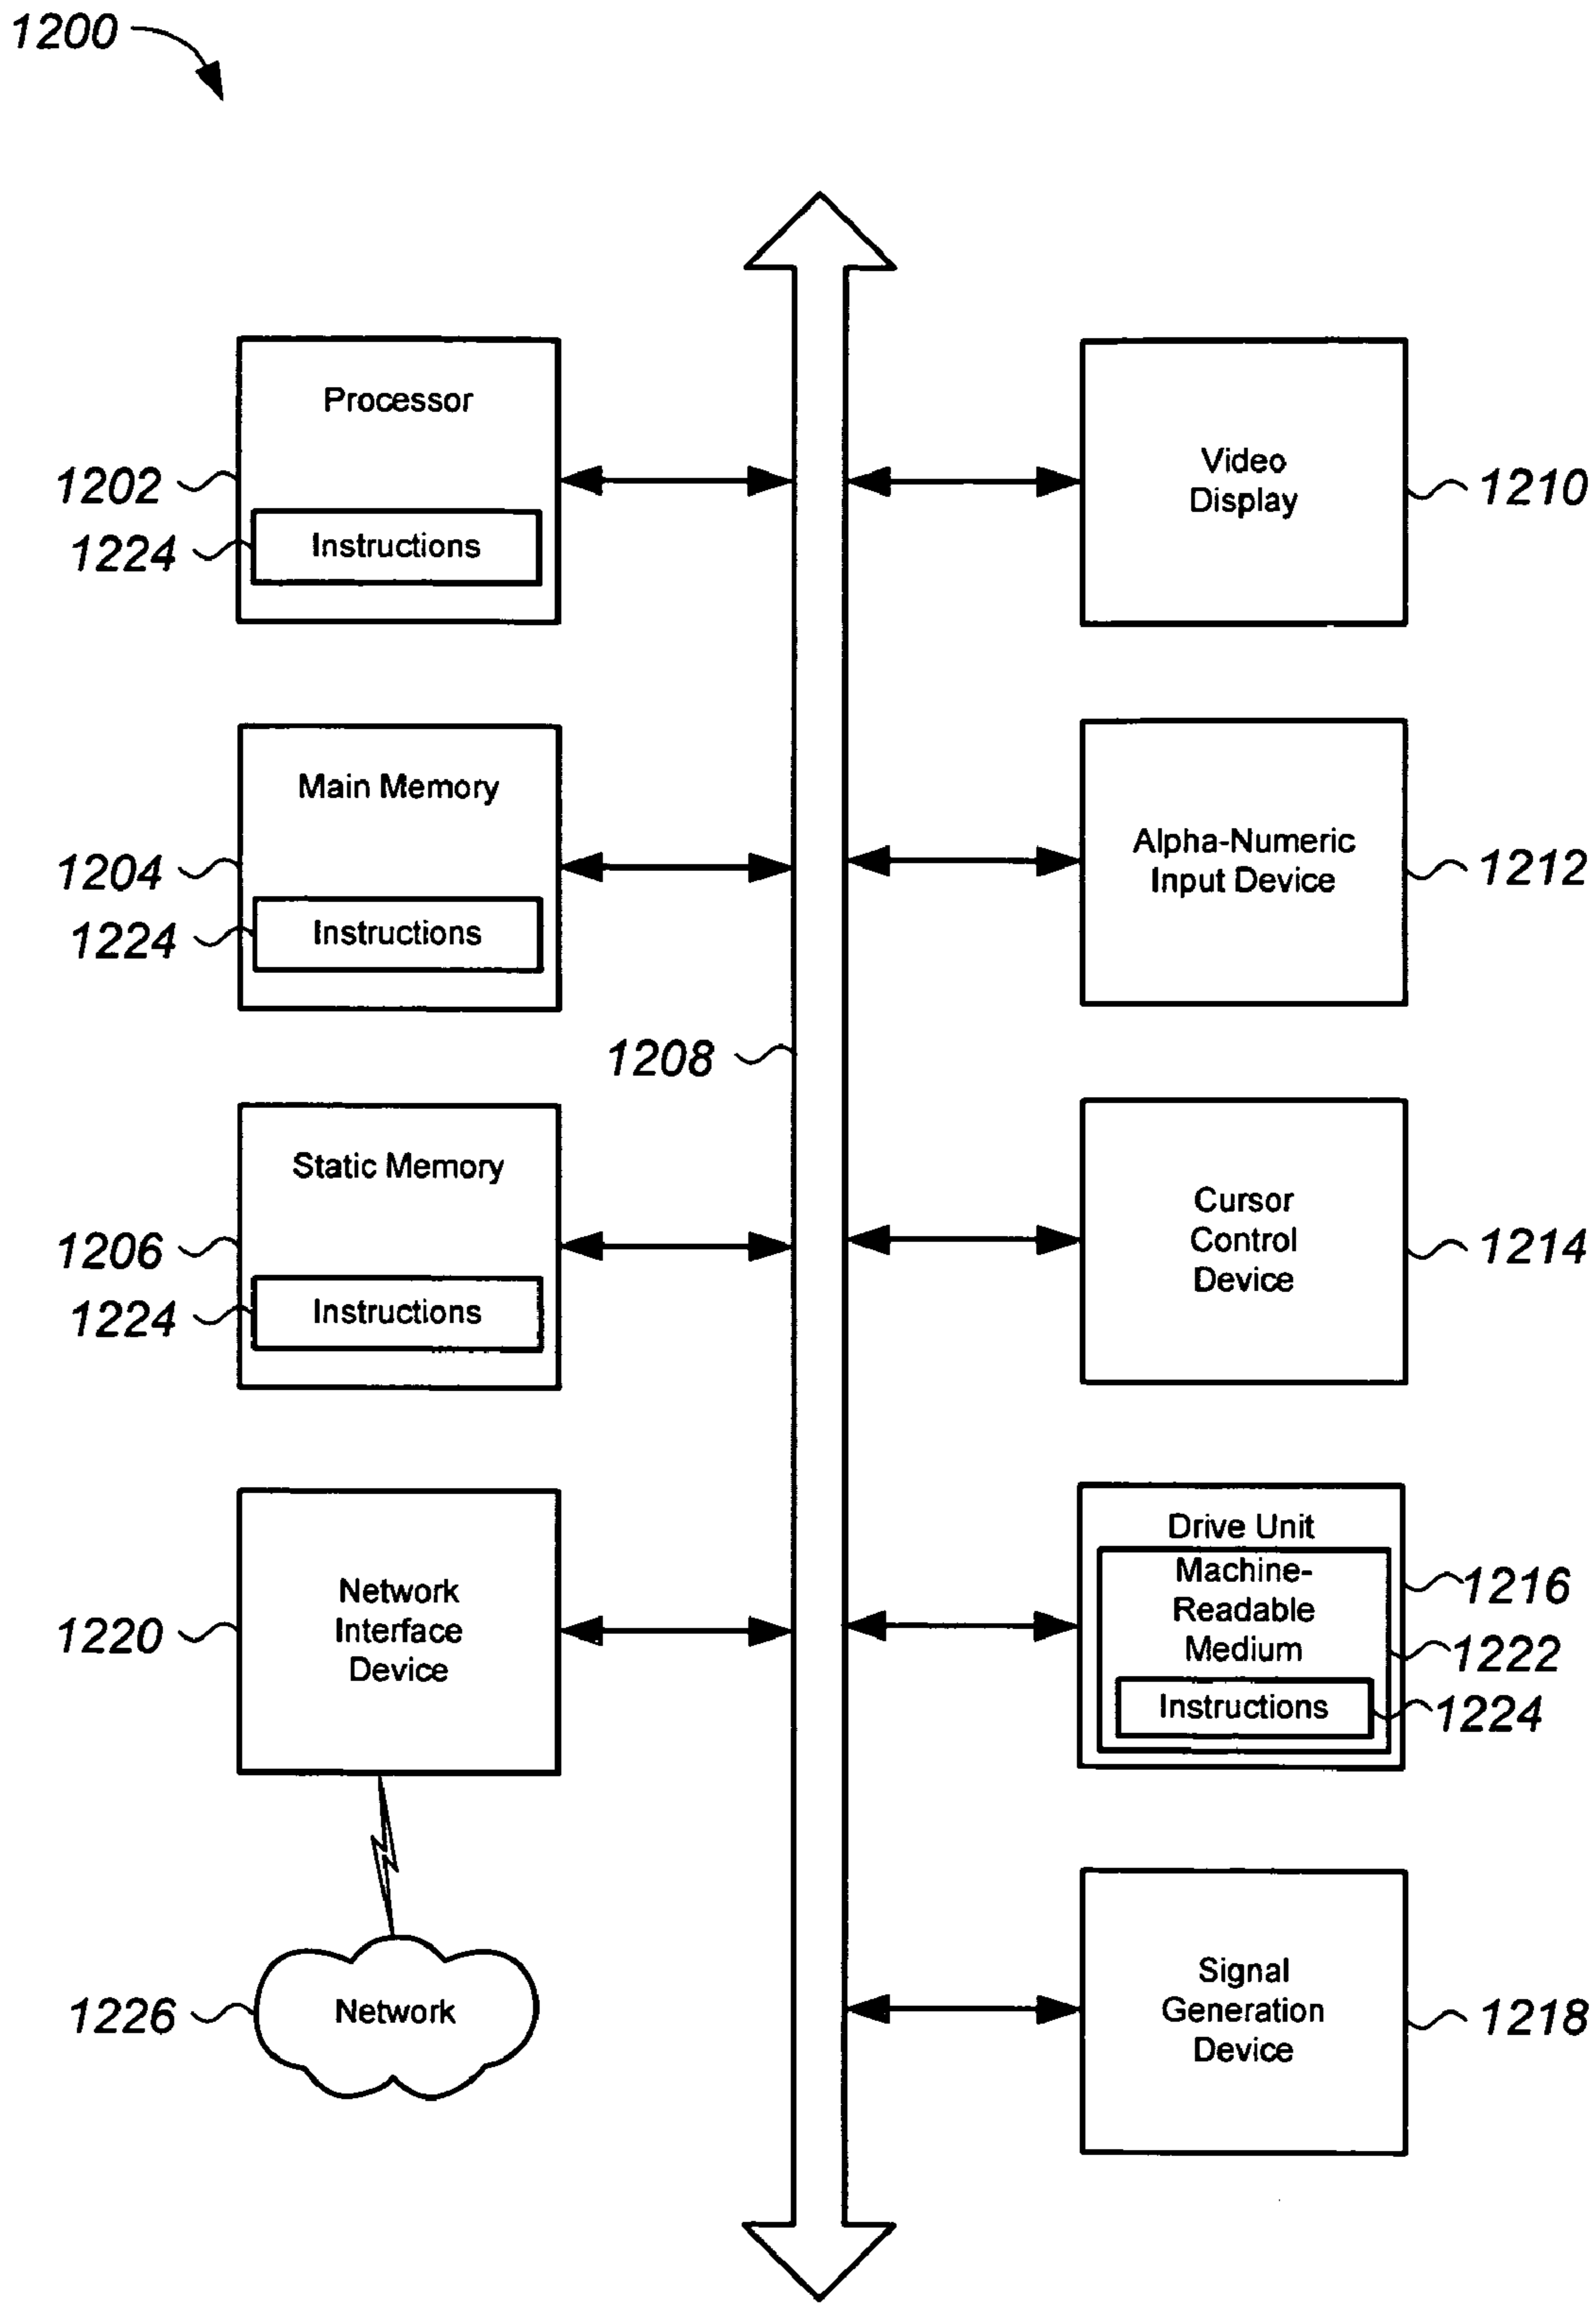 1200
Processor
1202
1224
Instructions
Main Memory
1204
1224
Instructions
1208
Static Memory
1206
1224
Instructions
Network
Interface
Device
1220
Network
1226
Video
Display
1210
Alpha-Numeric
Input Device
1212
Cursor
Control
Device
1214
Drive Unit
Machine-
Readable
Medium
1216
1222
Instructions
1224
Signal
Generation
Device
1218